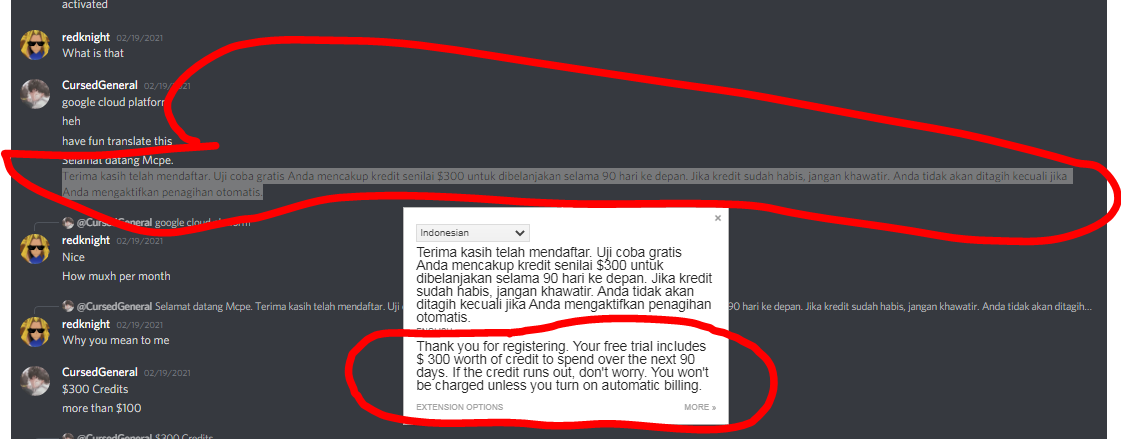 activated
redknight 02/19/2021
What is that
CursedGeneral 02/19/2021
google cloud platform
heh
have fun translate this
Selamat datang Mcpe.
Terima kasih telah mendaftar. Uji coba gratis Anda mencakup kredit senilai $300 untuk dibelanjakan selama 90 hari ke depan. Jika kredit sudah habis, jangan khawatir. Anda tidak akan ditagih kecuali jika
Anda mengaktifkan penagihan otomatis.
@CursedGeneral google cloud platform
redknight 02/19/2021
Nice
How muxh per month
@CursedGeneral Selamat datang Mcpe. Terima kasih telah mendaftar. Uji 90 hari ke depan. Jika kredit sudah habis, jangan khawatir. Anda tidak akan ditagih...
redknight 02/19/2021
Why you mean to me
CursedGeneral 02/19/2021
$300 Credits
more than $100
@CursedGeneral $300 Credits
×
Indonesian
Terima kasih telah mendaftar. Uji coba gratis
Anda mencakup kredit senilai $300 untuk
dibelanjakan selama 90 hari ke depan. Jika kredit
sudah habis, jangan khawatir. Anda tidak akan
ditagih kecuali jika Anda mengaktifkan penagihan
otomatis.
ENGLISH
Thank you for registering. Your free trial includes
$ 300 worth of credit to spend over the next 90
days. If the credit runs out, don't worry. You won't
be charged unless you turn on automatic billing.
EXTENSION OPTIONS
MORE »